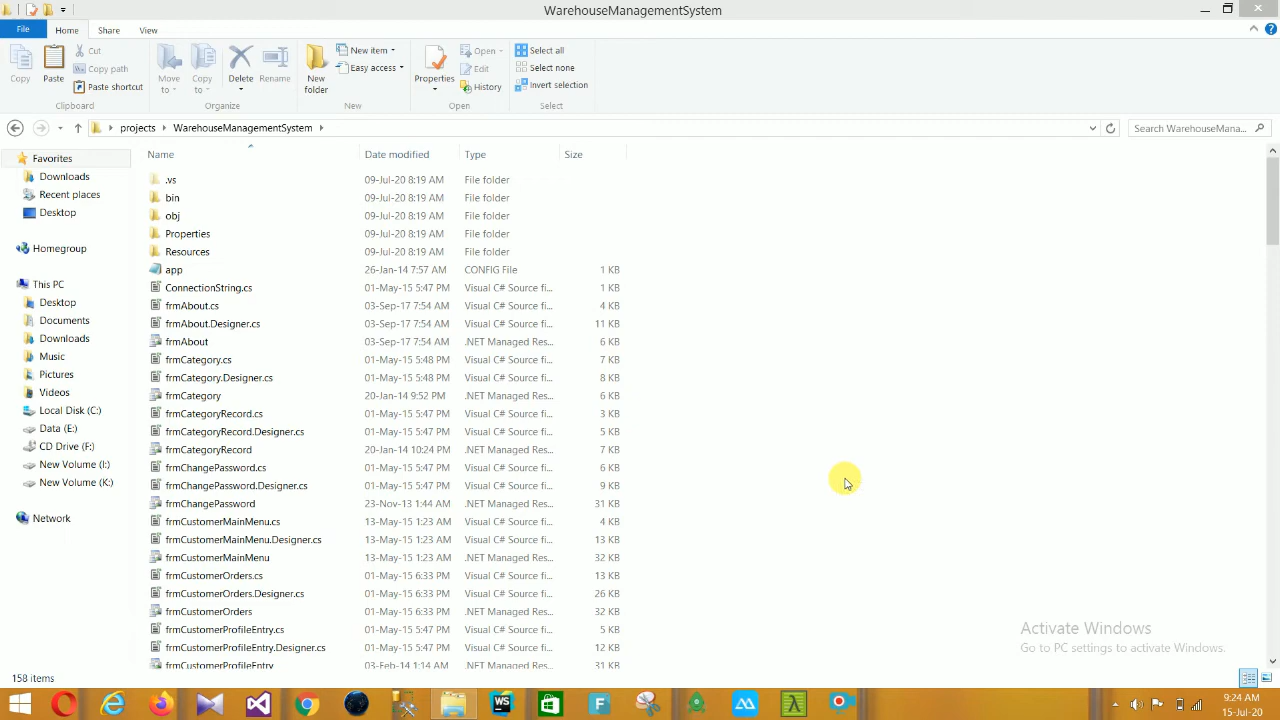 WarehouseManagementSystem
File Home Share View
Copy Paste Cut Copy path Paste shortcut Clipboard
Move to Copy to Delete Rename Organize
New folder New item Easy access New
Properties Open Edit History Open
Select all Select none Invert selection Select
projects WarehouseManagementSystem Search WarehouseMana...
Favorites
Downloads
Recent places
Desktop
Homegroup
This PC
Desktop
Documents
Downloads
Music
Pictures
Videos
Local Disk (C:)
Data (E:)
CD Drive (F:)
New Volume (I:)
New Volume (K:)
Network
Name Date modified Type Size
.vs 09-Jul-20 8:19 AM File folder
bin 09-Jul-20 8:19 AM File folder
obj 09-Jul-20 8:19 AM File folder
Properties 09-Jul-20 8:19 AM File folder
Resources 09-Jul-20 8:19 AM File folder
app 26-Jan-14 7:57 AM CONFIG File 1 KB
ConnectionString.cs 01-May-15 5:47 PM Visual C# Source fi... 1 KB
frmAbout.cs 03-Sep-17 7:54 AM Visual C# Source fi... 4 KB
frmAbout.Designer.cs 03-Sep-17 7:54 AM Visual C# Source fi... 11 KB
frmAbout 03-Sep-17 7:54 AM .NET Managed Res... 6 KB
frmCategory.cs 01-May-15 5:48 PM Visual C# Source fi... 7 KB
frmCategory.Designer.cs 01-May-15 5:48 PM Visual C# Source fi... 8 KB
frmCategory 20-Jan-14 9:52 PM .NET Managed Res... 6 KB
frmCategoryRecord.cs 01-May-15 5:47 PM Visual C# Source fi... 3 KB
frmCategoryRecord.Designer.cs 01-May-15 5:47 PM Visual C# Source fi... 5 KB
frmCategoryRecord 20-Jan-14 10:24 PM .NET Managed Res... 7 KB
frmChangePassword.cs 01-May-15 5:47 PM Visual C# Source fi... 6 KB
frmChangePassword.Designer.cs 01-May-15 5:47 PM Visual C# Source fi... 9 KB
frmChangePassword 23-Nov-13 1:44 AM .NET Managed Res... 31 KB
frmCustomerMainMenu.cs 13-May-15 1:23 AM Visual C# Source fi... 4 KB
frmCustomerMainMenu.Designer.cs 13-May-15 1:23 AM Visual C# Source fi... 13 KB
frmCustomerMainMenu 13-May-15 1:23 AM .NET Managed Res... 32 KB
frmCustomerOrders.cs 01-May-15 6:33 PM Visual C# Source fi... 13 KB
frmCustomerOrders.Designer.cs 01-May-15 6:33 PM Visual C# Source fi... 26 KB
frmCustomerOrders 01-May-15 6:33 PM .NET Managed Res... 32 KB
frmCustomerProfileEntry.cs 01-May-15 5:47 PM Visual C# Source fi... 5 KB
frmCustomerProfileEntry.Designer.cs 01-May-15 5:47 PM Visual C# Source fi... 12 KB
frmCustomerProfileEntry 03-Feb-14 1:14 AM .NET Managed Res... 31 KB
Activate Windows
Go to PC settings to activate Windows.
158 items
WS
F
9:24 AM
15-Jul-20